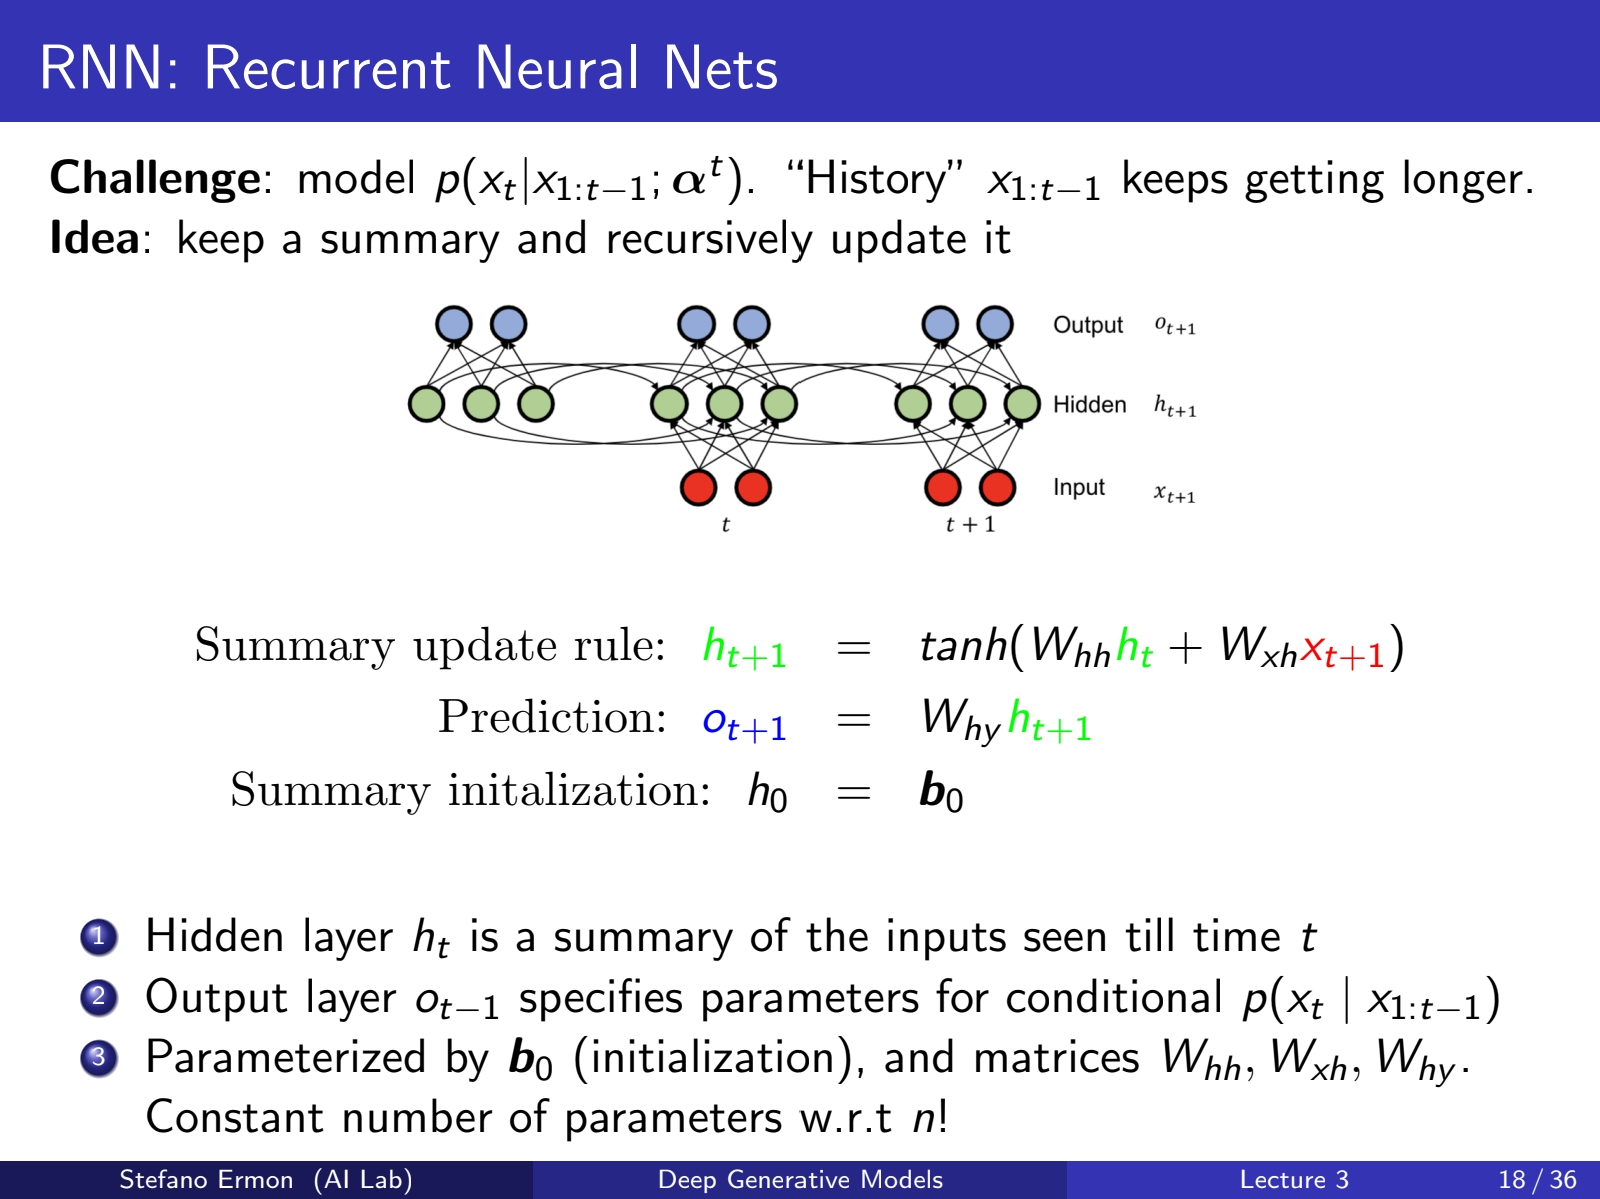 RNN: Recurrent Neural Nets
Challenge: model p(x_t|x_{1:t−1}; α^t). “History” x_{1:t−1} keeps getting longer.
Idea: keep a summary and recursively update it
Output o_{t+1}
Hidden h_{t+1}
Input x_{t+1}
t t + 1
Summary update rule: h_{t+1} = tanh(W_{hh}h_t + W_{xh}x_{t+1})
Prediction: o_{t+1} = W_{hy}h_{t+1}
Summary initalization: h_0 = b_0
1 Hidden layer h_t is a summary of the inputs seen till time t
2 Output layer o_{t−1} specifies parameters for conditional p(x_t | x_{1:t−1})
3 Parameterized by b_0 (initialization), and matrices W_{hh}, W_{xh}, W_{hy}.
Constant number of parameters w.r.t n!
Stefano Ermon (AI Lab) Deep Generative Models Lecture 3 18 / 36